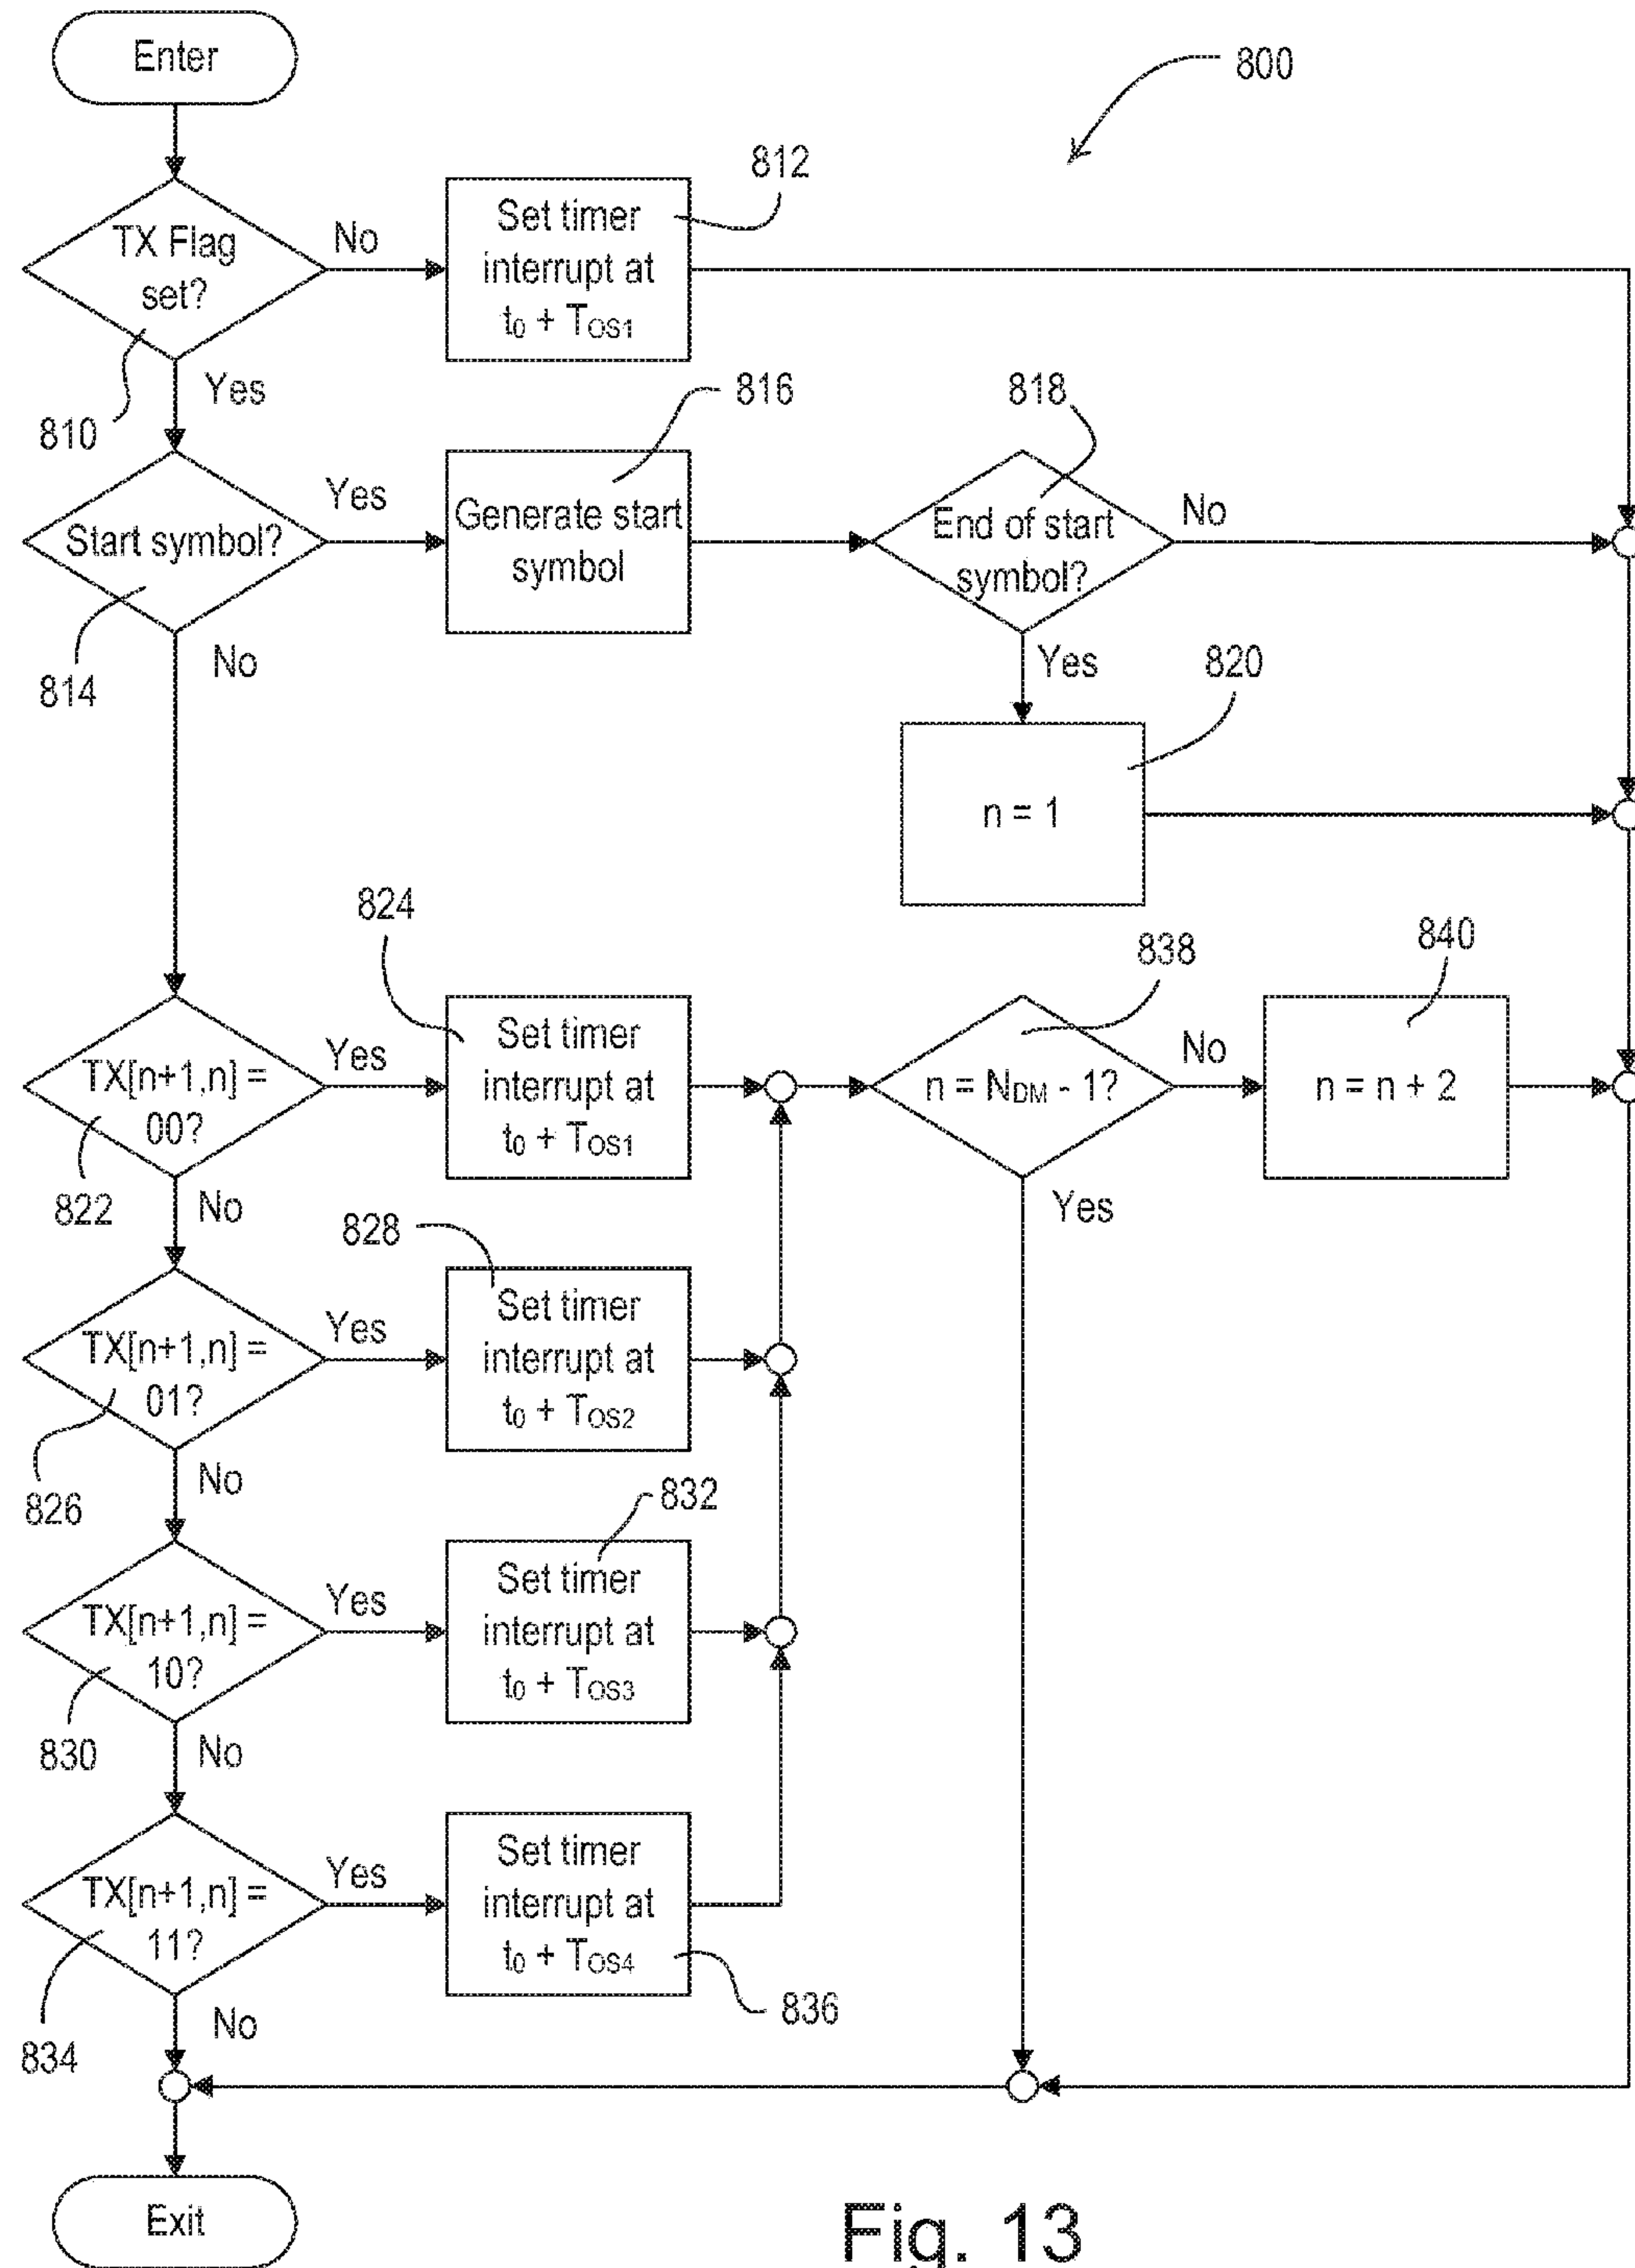 Enter
800
812
TX Flag
set?
No
Set timer
interrupt at
t₀ + TOS1
810
Yes
816
818
Start symbol?
Yes
Generate start
symbol
End of start
symbol?
No
814
No
Yes
820
n = 1
824
838
840
TX[n+1,n] =
00?
Yes
Set timer
interrupt at
t₀ + TOS1
n = NDM - 1?
No
n = n + 2
822
No
Yes
828
TX[n+1,n] =
01?
Yes
Set timer
interrupt at
t₀ + TOS2
826
No
832
TX[n+1,n] =
10?
Yes
Set timer
interrupt at
t₀ + TOS3
830
No
TX[n+1,n] =
11?
Yes
Set timer
interrupt at
t₀ + TOS4
836
834
No
Exit
Fig. 13